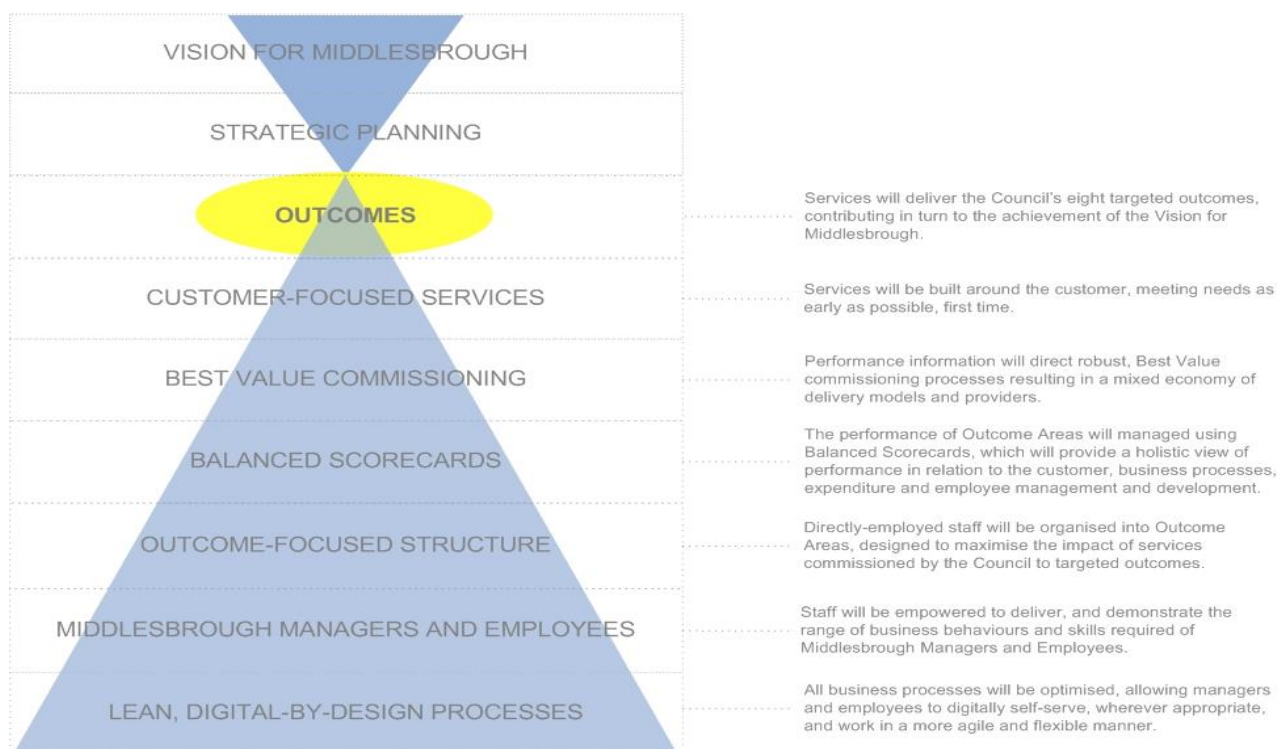 VISION FOR MIDDLESBROUGH
STRATEGIC PLANNING
OUTCOMES
Services will deliver the Council's eight targeted outcomes,
contributing in turn to the achievement of the Vision for
Middlesbrough.
CUSTOMER-FOCUSED SERVICES
Services will be built around the customer, meeting needs as
early as possible, first time.
BEST VALUE COMMISSIONING
Performance information will direct robust, Best Value
commissioning processes resulting in a mixed economy of
delivery models and providers.
BALANCED SCORECARDS
The performance of Outcome Areas will managed using
Balanced Scorecards, which will provide a holistic view of
performance in relation to the customer, business processes,
expenditure and employee management and development.
OUTCOME-FOCUSED STRUCTURE
Directly-employed staff will be organised into Outcome
Areas, designed to maximise the impact of services
commissioned by the Council to targeted outcomes.
MIDDLESBROUGH MANAGERS AND EMPLOYEES
Staff will be empowered to deliver, and demonstrate the
range of business behaviours and skills required of
Middlesbrough Managers and Employees.
LEAN, DIGITAL-BY-DESIGN PROCESSES
All business processes will be optimised, allowing managers
and employees to digitally self-serve, wherever appropriate,
and work in a more agile and flexible manner.